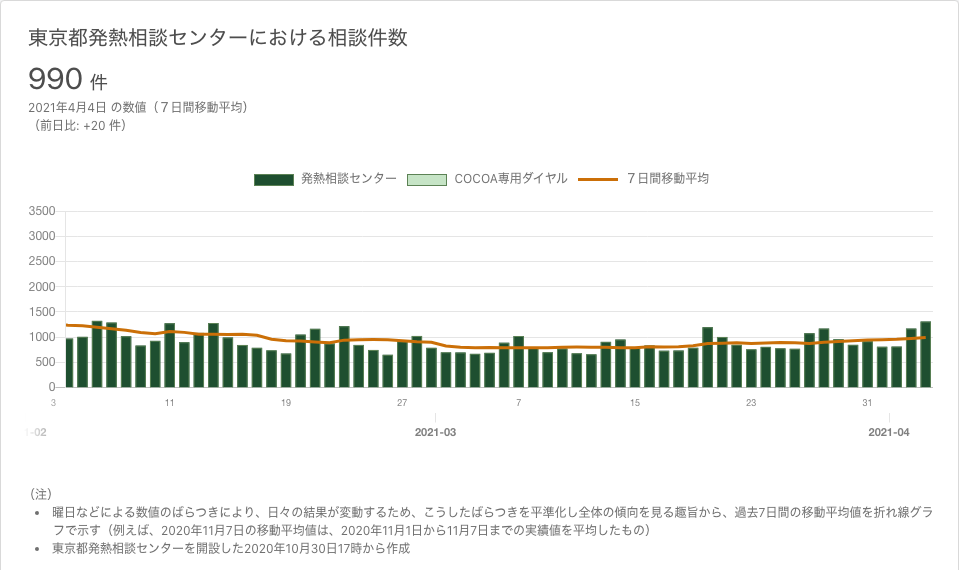 東京都発熱相談センターにおける相談件数
990 件
2021年4月4日 の数値（７日間移動平均）
（前日比: +20 件）
発熱相談センター COCOA専用ダイヤル ７日間移動平均
3500
3000
2500
2000
1500
1000
500
0
3 11 19 27 7 15 23 31
-02 2021-03 2021-04
（注）
• 曜日などによる数値のばらつきにより、日々の結果が変動するため、こうしたばらつきを平準化し全体の傾向を見る趣旨から、過去7日間の移動平均値を折れ線グラ
フで示す（例えば、2020年11月7日の移動平均値は、2020年11月1日から11月7日までの実績値を平均したもの）
• 東京都発熱相談センターを開設した2020年10月30日17時から作成